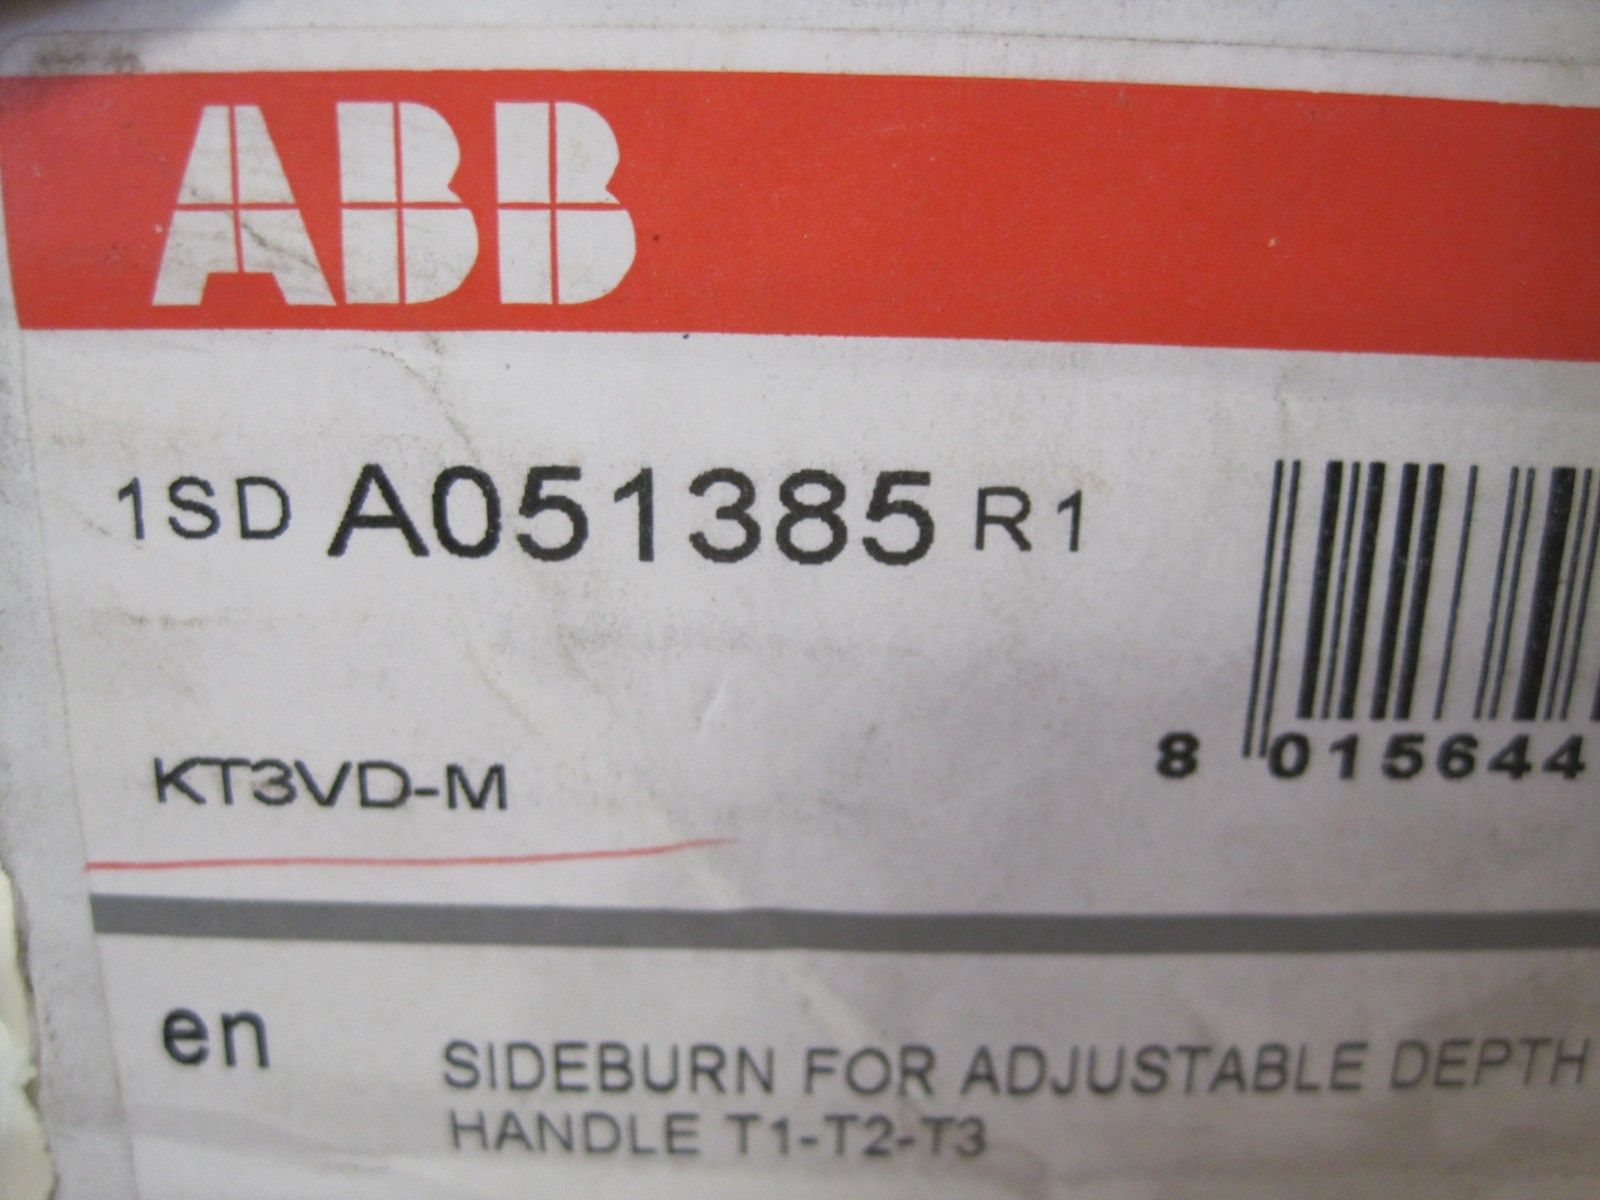 ABB
1SD A051385 R1
8 015644
KT3VD-M
en
SIDEBURN FOR ADJUSTABLE DEPTH
HANDLE T1-T2-T3